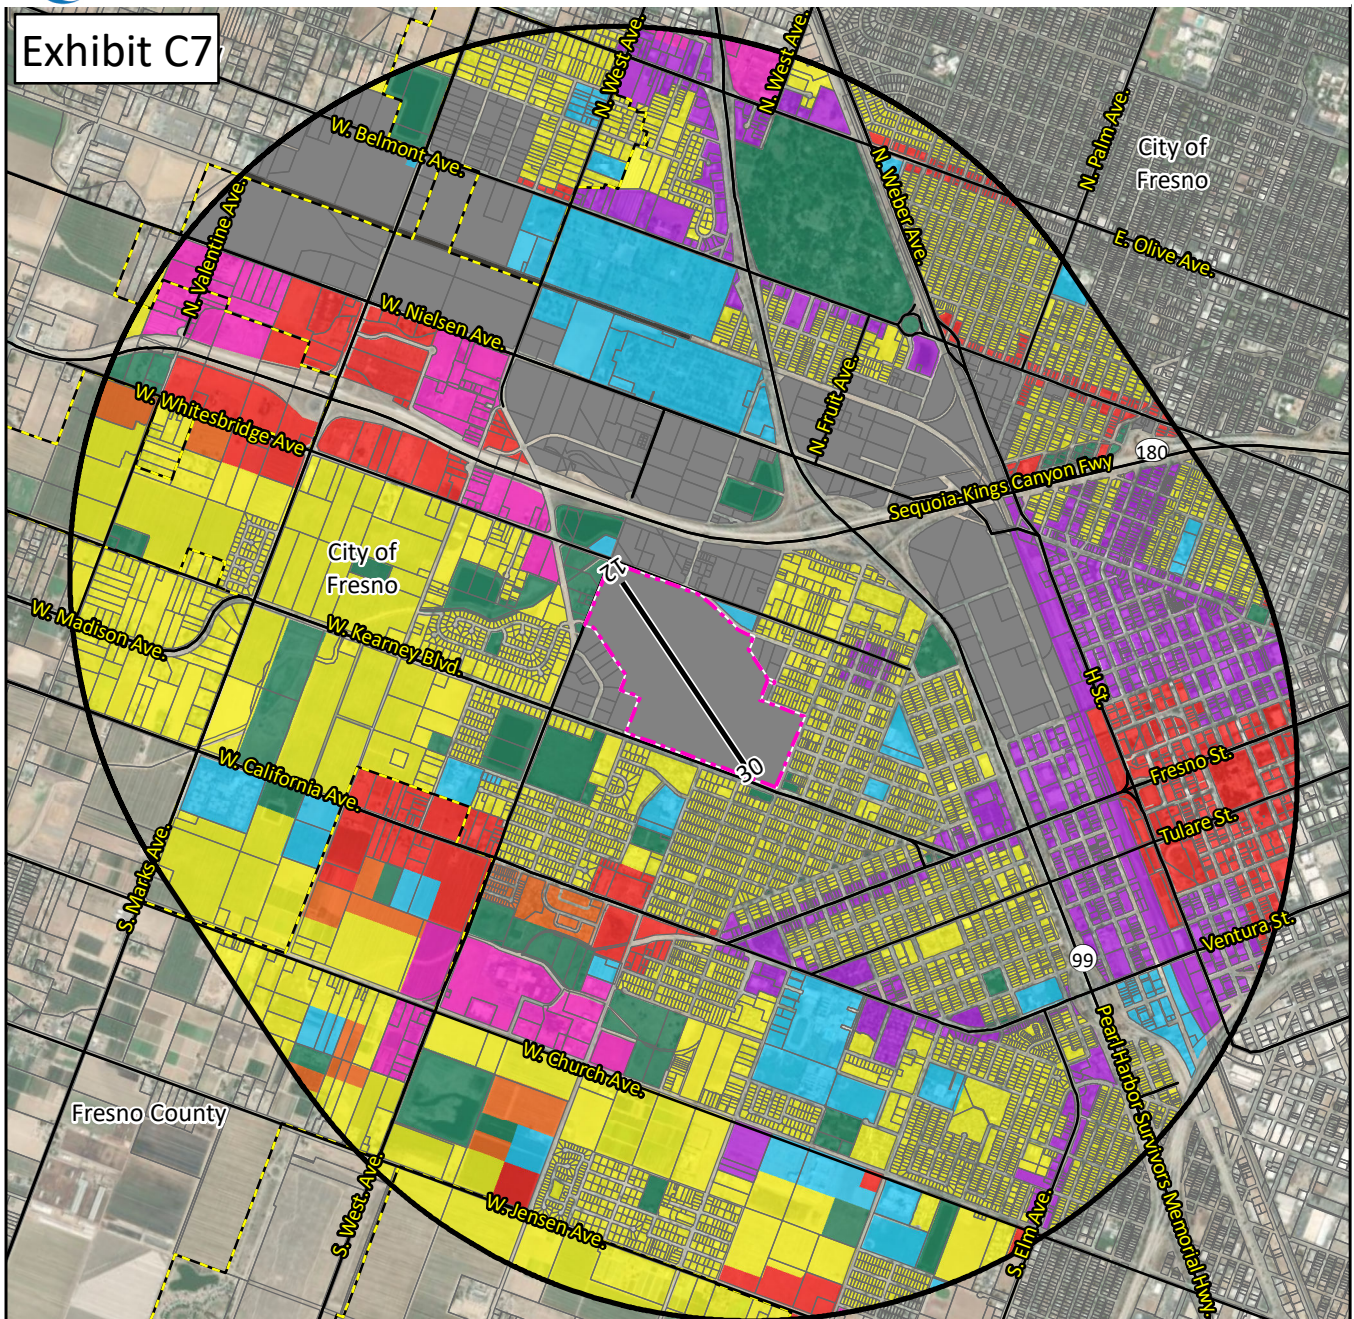 Exhibit C7
N. West Ave.
N. West Ave.
N. Palm Ave.
City of
Fresno
W. Belmont Ave.
N. Weber Ave.
E. Olive Ave.
N. Valentine Ave.
W. Nielsen Ave.
N. Fruit Ave.
W. Whitesbridge Ave
180
Sequoia-Kings Canyon Fwy
City of
Fresno
12
W. Madison Ave.
W. Kearney Blvd.
H St.
30
Fresno St.
W. California Ave.
Tulare St.
S. Marks Ave.
Ventura St.
99
W. Church Ave.
Pearl Harbor Survivors Memorial Hwy.
Fresno County
S. West. Ave.
W. Jensen Ave.
S. Elm Ave.